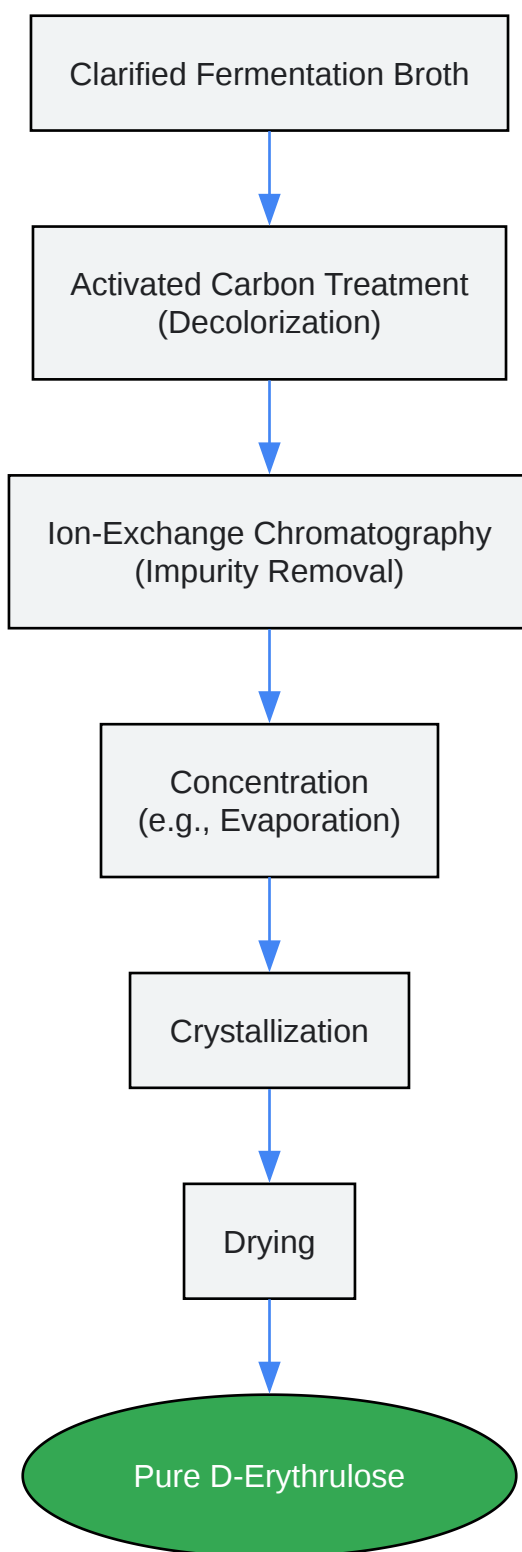 Clarified Fermentation Broth
Activated Carbon Treatment
(Decolorization)
Ion-Exchange Chromatography
(Impurity Removal)
Concentration
(e.g., Evaporation)
Crystallization
Drying
Pure D-Erythrulose